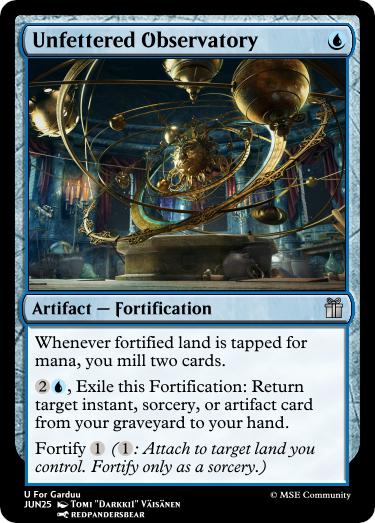 Unfettered Observatory
Artifact — Fortification
Whenever fortified land is tapped for
mana, you mill two cards.
2, Exile this Fortification: Return
target instant, sorcery, or artifact card
from your graveyard to your hand.
Fortify 1 (1: Attach to target land you
control. Fortify only as a sorcery.)
U For Garduu
JUN25 Tomi "Darkki1" Väisänen
REDPANDERSBEAR
© MSE Community